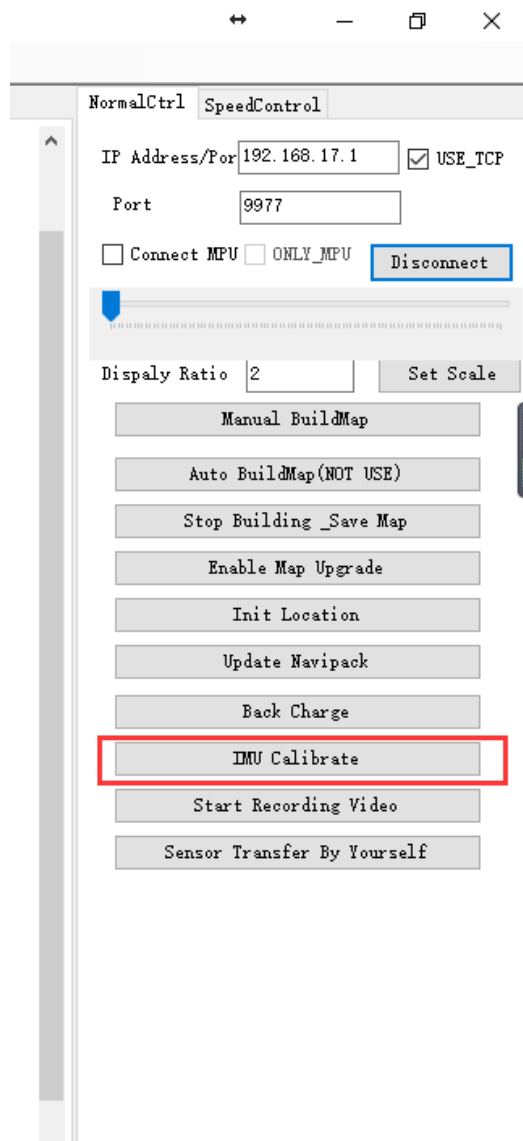 NormalCtrl SpeedControl
IP Address/Por 192.168.17.1 USE_TCP
Port 9977
Connect MPU ONLY_MPU Disconnect
Dispaly Ratio 2 Set Scale
Manual BuildMap
Auto BuildMap(NOT USE)
Stop Building _Save Map
Enable Map Upgrade
Init Location
Update Navipack
Back Charge
IMU Calibrate
Start Recording Video
Sensor Transfer By Yourself